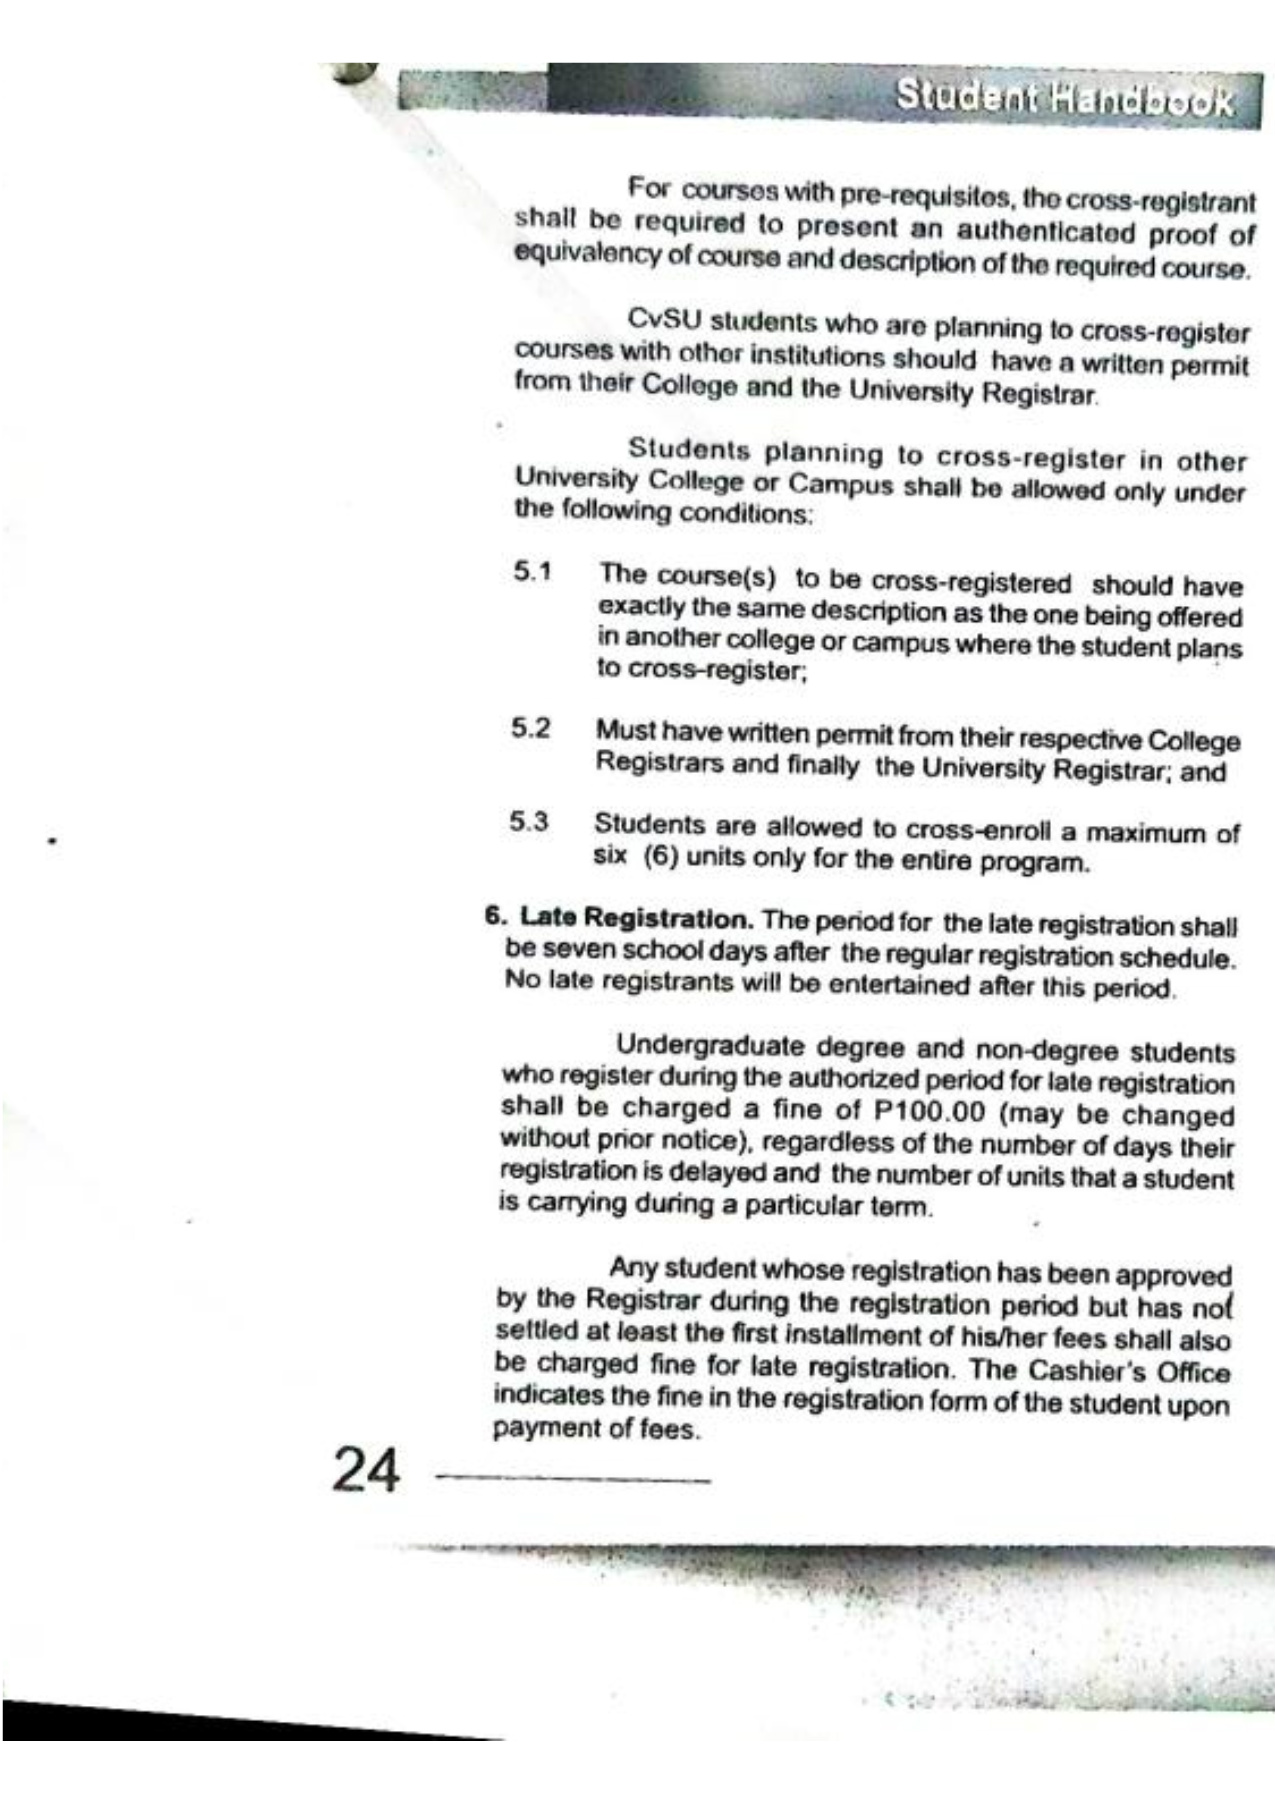 Student Handbook
For courses with pre-requisites, the cross-registrant
shall be required to present an authenticated proof of
equivalency of course and description of the required course.
CvSU students who are planning to cross-register
courses with other institutions should have a written permit
from their College and the University Registrar.
Students planning to cross-register in other
University College or Campus shall be allowed only under
the following conditions:
5.1 The course(s) to be cross-registered should have
exactly the same description as the one being offered
in another college or campus where the student plans
to cross-register;
5.2 Must have written permit from their respective College
Registrars and finally the University Registrar; and
5.3 Students are allowed to cross-enroll a maximum of
six (6) units only for the entire program.
6. Late Registration. The period for the late registration shall
be seven school days after the regular registration schedule.
No late registrants will be entertained after this period.
Undergraduate degree and non-degree students
who register during the authorized period for late registration
shall be charged a fine of P100.00 (may be changed
without prior notice), regardless of the number of days their
registration is delayed and the number of units that a student
is carrying during a particular term.
Any student whose registration has been approved
by the Registrar during the registration period but has not
settled at least the first installment of his/her fees shall also
be charged fine for late registration. The Cashier's Office
indicates the fine in the registration form of the student upon
payment of fees.
24